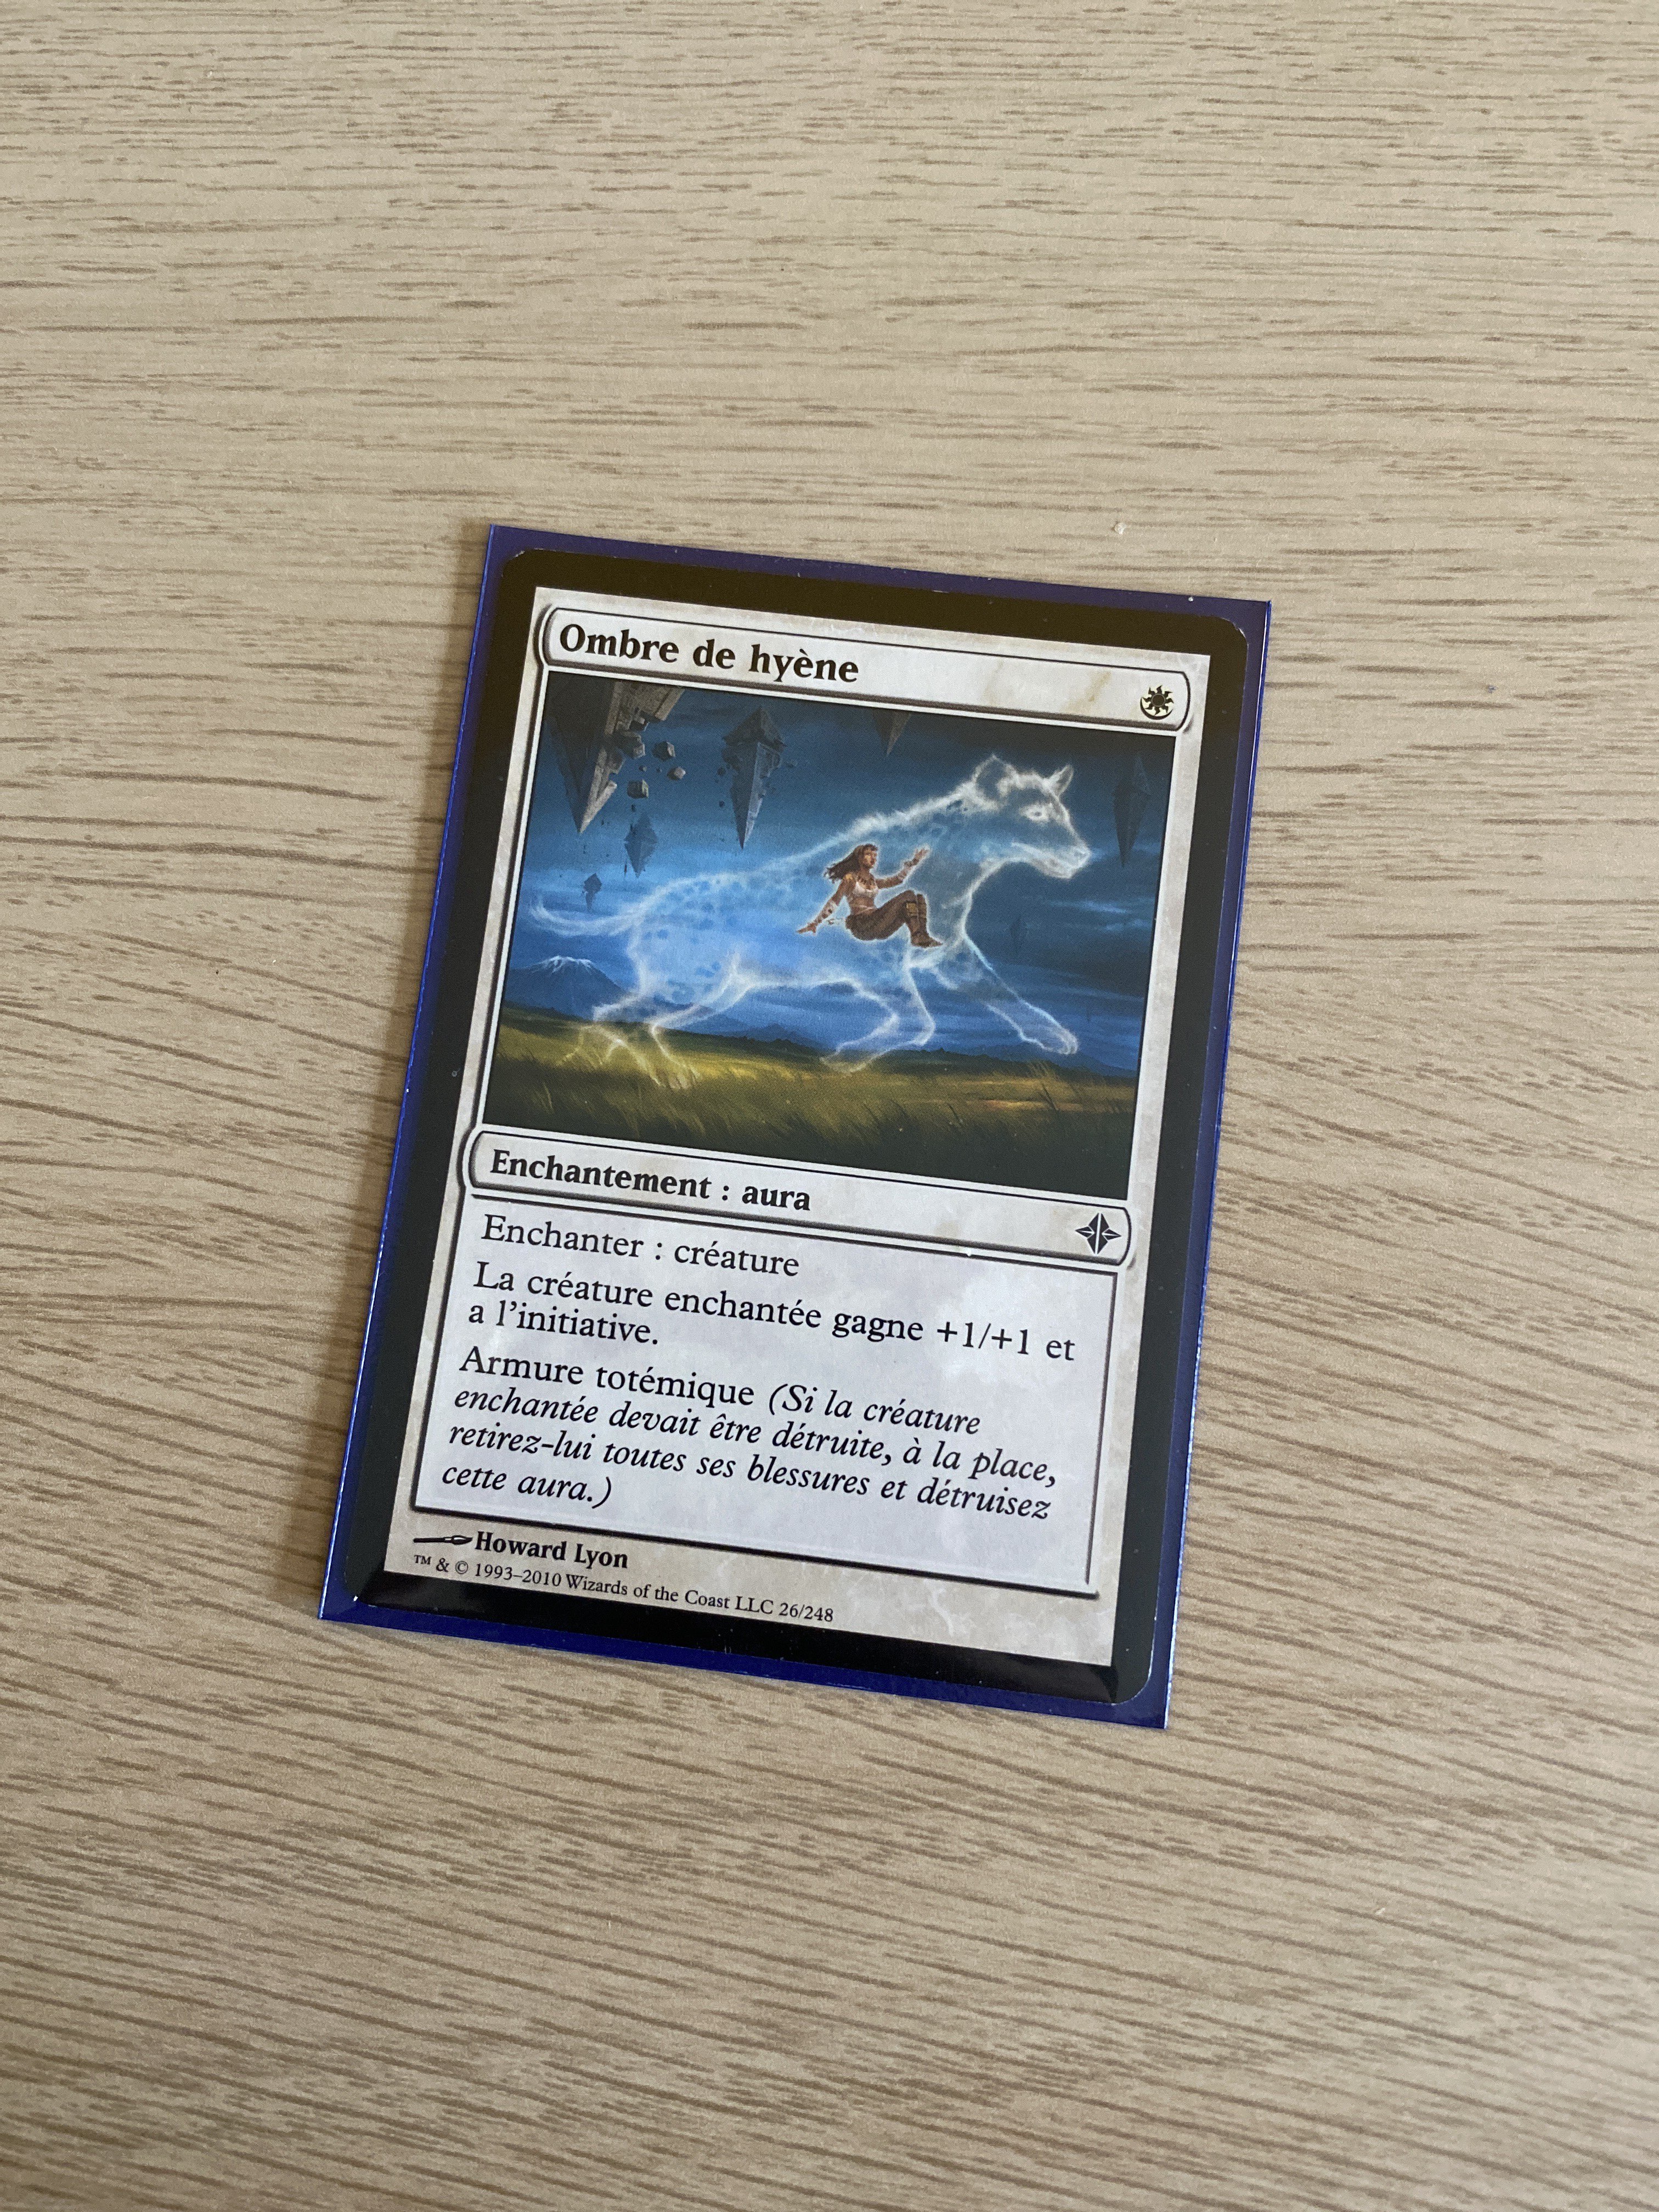 Ombre de hyène
Enchantement : aura
Enchanter : créature
La créature enchantée gagne +1/+1 et
a l'initiative.
Armure totémique (Si la créature
enchantée devait être détruite, à la place,
retirez-lui toutes ses blessures et détruisez
cette aura.)
Howard Lyon
™ & © 1993–2010 Wizards of the Coast LLC 26/248